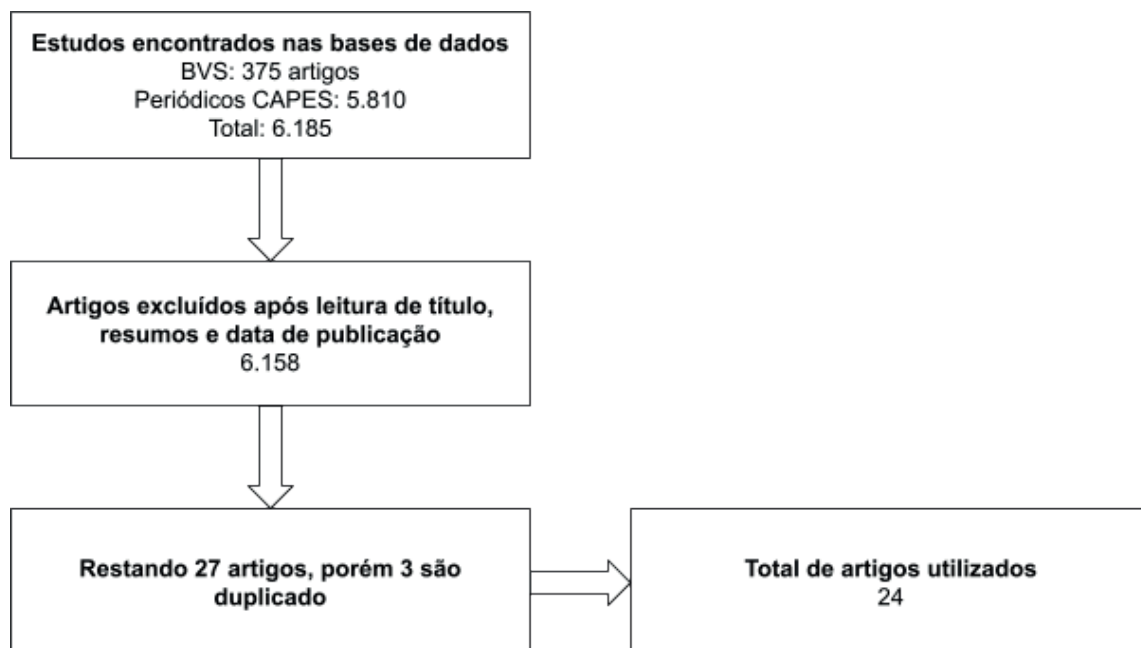 Estudos encontrados nas bases de dados
BVS: 375 artigos
Periódicos CAPES: 5.810
Total: 6.185
Artigos excluídos após leitura de título,
resumos e data de publicação
6.158
Restando 27 artigos, porém 3 são
duplicado
Total de artigos utilizados
24